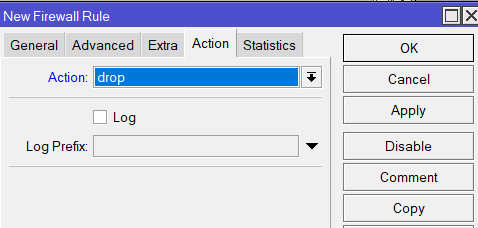 New Firewall Rule
General Advanced Extra Action Statistics
OK
Action: drop
Cancel
Log
Apply
Log Prefix:
Disable
Comment
Copy